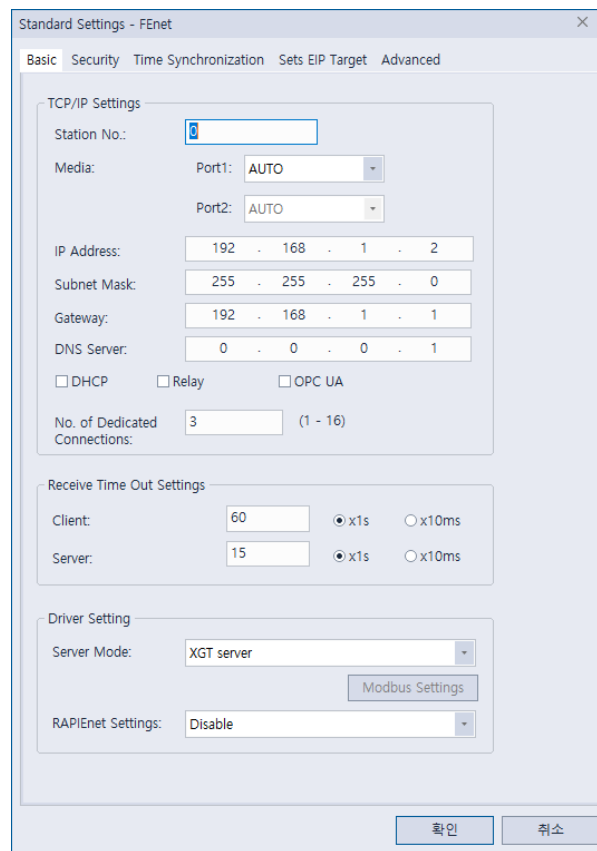 Standard Settings - FEnet
Basic Security Time Synchronization Sets EIP Target Advanced
TCP/IP Settings
Station No.: 0
Media: Port1: AUTO
Port2: AUTO
IP Address: 192 . 168 . 1 . 2
Subnet Mask: 255 . 255 . 255 . 0
Gateway: 192 . 168 . 1 . 1
DNS Server: 0 . 0 . 0 . 1
DHCP Relay OPC UA
No. of Dedicated
Connections: 3 (1 - 16)
Receive Time Out Settings
Client: 60 x1s x10ms
Server: 15 x1s x10ms
Driver Setting
Server Mode: XGT server
Modbus Settings
RAPIEnet Settings: Disable
확인 취소